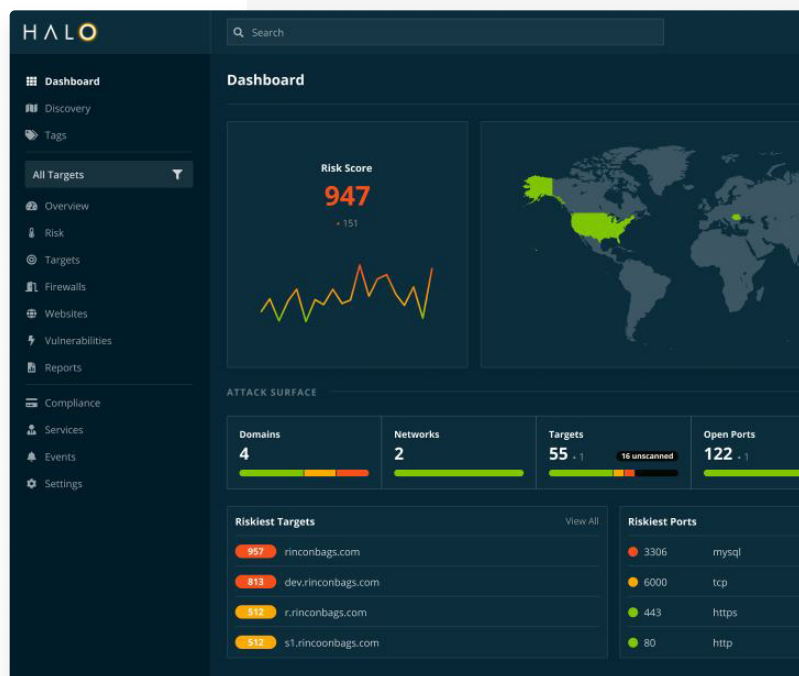 HALO
Search
Dashboard
Discovery
Tags
All Targets
Overview
Risk
Targets
Firewalls
Websites
Vulnerabilities
Reports
Compliance
Services
Events
Settings
Dashboard
Risk Score
947
151
ATTACK SURFACE
Domains
4
Networks
2
Targets
55 1 16 unscanned
Open Ports
122 1
Riskiest Targets View All
957 rinconbags.com
813 dev.rinconbags.com
512 r.rinconbags.com
512 s1.rincoonbags.com
Riskiest Ports
3306 mysql
6000 tcp
443 https
80 http